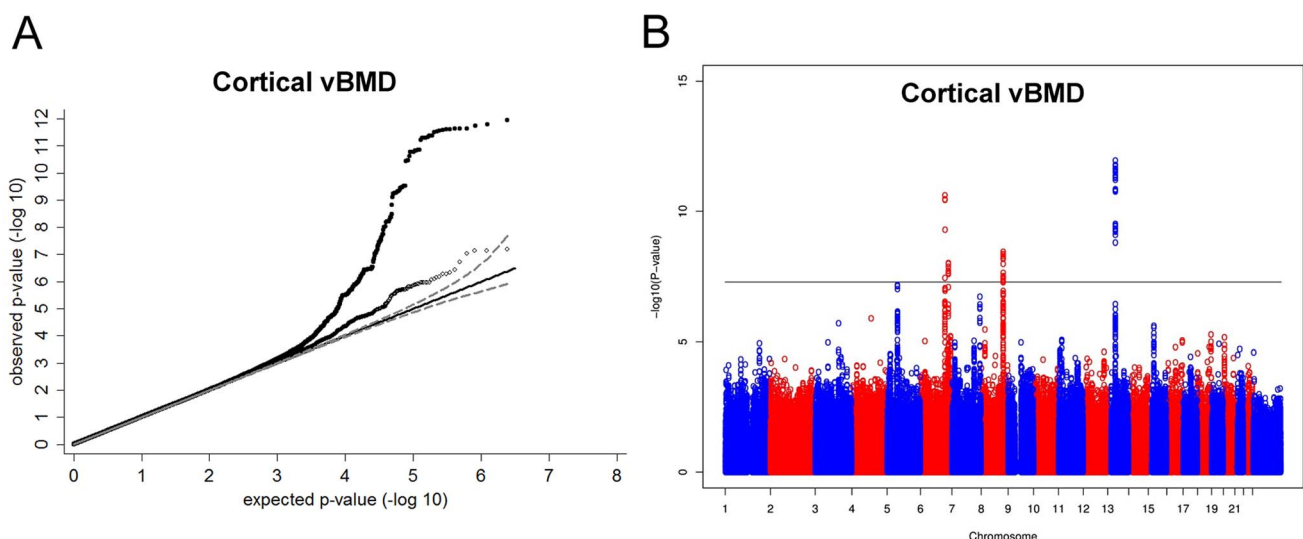 A
Cortical vBMD
observed p-value (-log 10)
0 1 2 3 4 5 6 7 8 9 10 11 12
0 1 2 3 4 5 6 7 8
expected p-value (-log 10)
B
Cortical vBMD
−log10(P−value)
0 5 10 15
1 2 3 4 5 6 7 8 9 10 11 12 13 15 17 19 21
Chromosome